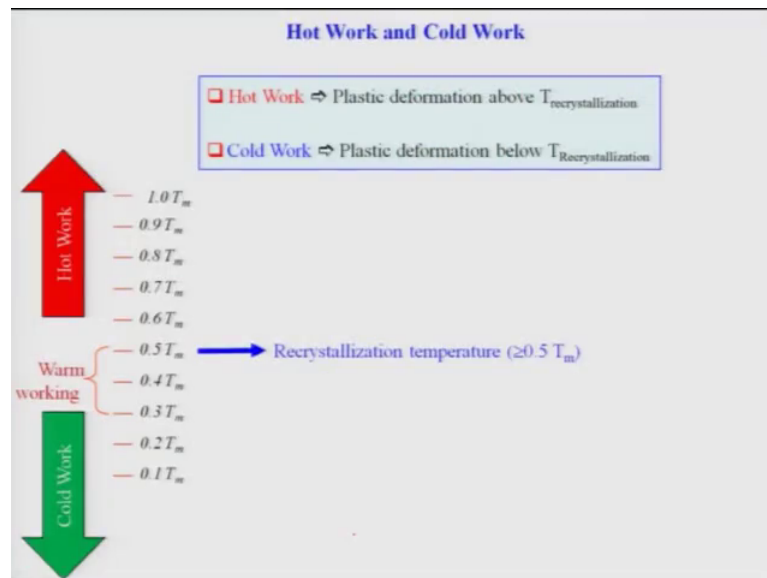 Hot Work and Cold Work
❑ Hot Work ⇨ Plastic deformation above Trecrystallization
❑ Cold Work ⇨ Plastic deformation below TRecrystallization
Hot Work
1.0 Tm
0.9 Tm
0.8 Tm
0.7 Tm
0.6 Tm
0.5 Tm
Recrystallization temperature (≥0.5 Tm)
Warm
working
0.4 Tm
0.3 Tm
0.2 Tm
0.1 Tm
Cold Work